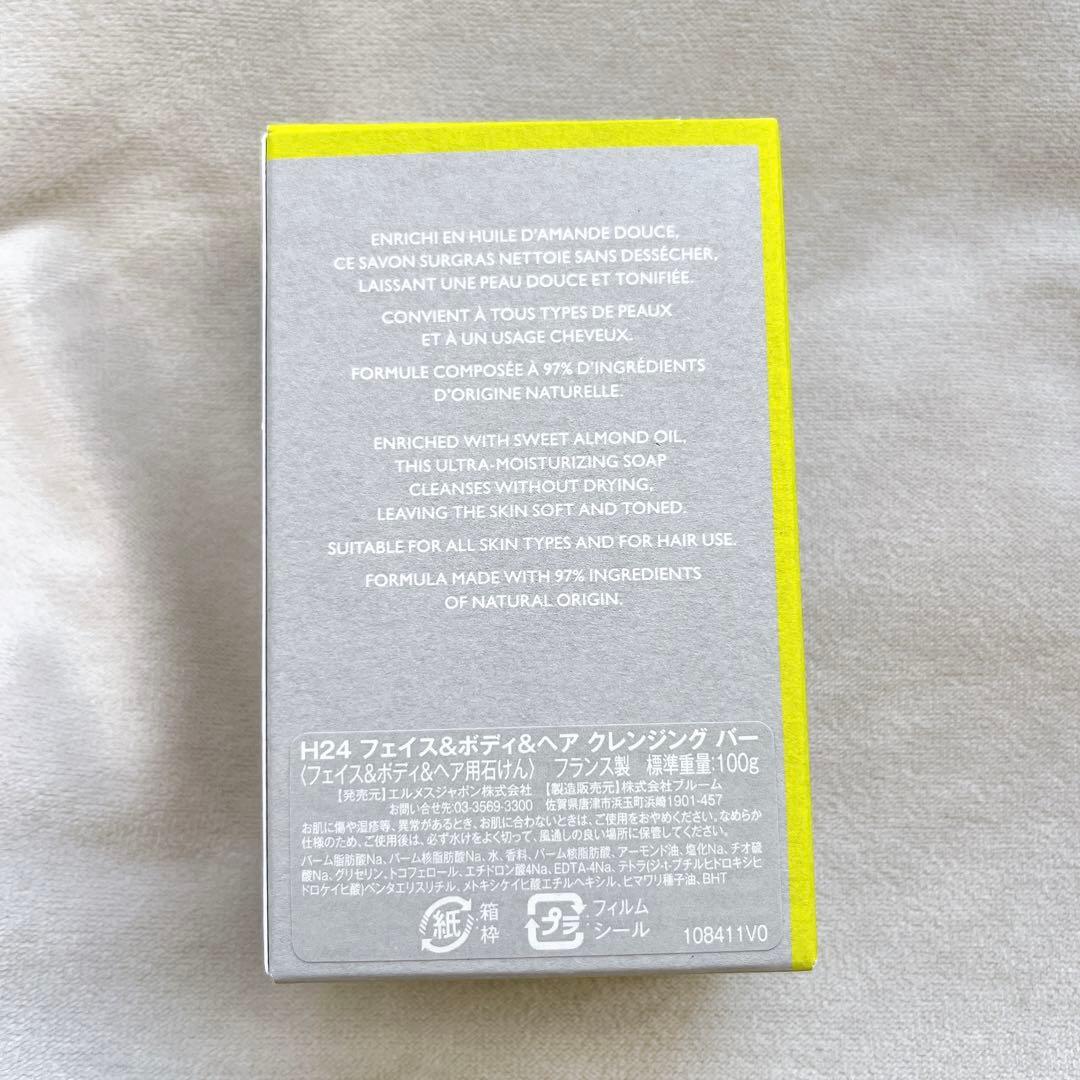 ENRICHI EN HUILE D'AMANDE DOUCE,
CE SAVON SURGRAS NETTOIE SANS DESSÉCHER,
LAISSANT UNE PEAU DOUCE ET TONIFIÉE.
CONVIENT À TOUS TYPES DE PEAUX
ET À UN USAGE CHEVEUX.
FORMULE COMPOSÉE À 97% D'INGRÉDIENTS
D'ORIGINE NATURELLE.
ENRICHED WITH SWEET ALMOND OIL,
THIS ULTRA-MOISTURIZING SOAP
CLEANSES WITHOUT DRYING,
LEAVING THE SKIN SOFT AND TONED.
SUITABLE FOR ALL SKIN TYPES AND FOR HAIR USE.
FORMULA MADE WITH 97% INGREDIENTS
OF NATURAL ORIGIN.
H24 フェイス&ボディ&ヘア クレンジング バー
〈フェイス&ボディ&ヘア用石けん〉 フランス製 標準重量:100g
【発売元】エルメスジャポン株式会社 【製造販売元】株式会社ブルーム
お問い合せ先:03-3569-3300 佐賀県唐津市浜玉町浜崎1901-457
お肌に傷や湿疹等、異常があるとき、お肌に合わないときは、ご使用をおやめください。なめらか
仕様のため、ご使用後は、必ず水けをよく切って、風通しの良い場所に保管してください。
パーム脂肪酸Na、パーム核脂肪酸Na、水、香料、パーム核脂肪酸、アーモンド油、塩化Na、チオ硫
酸Na、グリセリン、トコフェロール、エチドロン酸4Na、EDTA-4Na、テトラ(ジ-t-ブチルヒドロキシヒ
ドロケイヒ酸)ペンタエリスリチル、メトキシケイヒ酸エチルヘキシル、ヒマワリ種子油、BHT
紙:箱 プラ:フィルム
枠 シール 108411V0